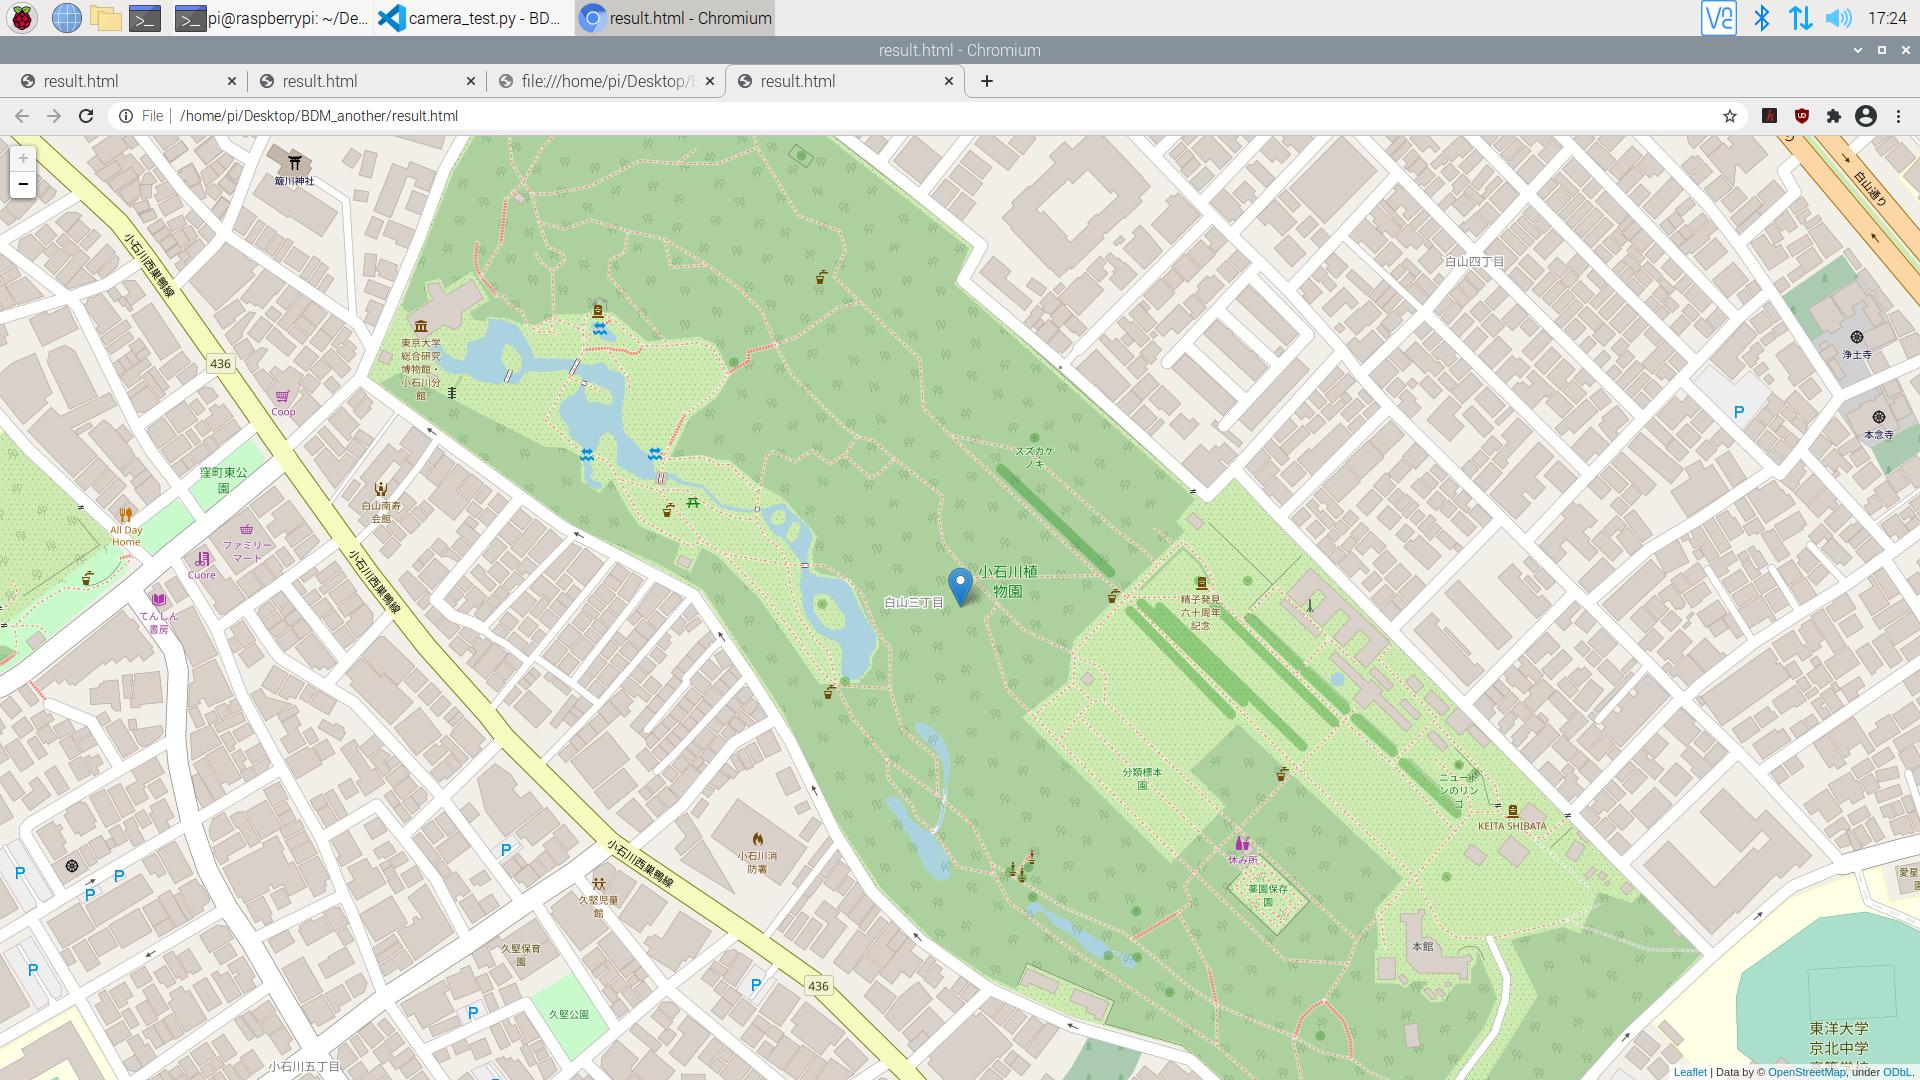 pi@raspberrypi: ~/De...
camera_test.py - BD...
result.html - Chromium
17:24
result.html - Chromium
result.html
result.html
file:///home/pi/Desktop/
result.html
File
/home/pi/Desktop/BDM_another/result.html
簸川神社
白山通り
小石川西巣鴨線
白山四丁目
東京大学
総合研究
博物館・
小石川分
館
436
浄土寺
Coop
本念寺
スズカケ
ノキ
窪町東公
園
白山南寿
会館
All Day
Home
ファミリー
マート
Cuore
小石川西巣鴨線
小石川植
物園
白山三丁目
精子発見
六十周年
記念
てんしん
書房
分類標本
園
ニュート
ンのリン
ゴ
KEITA SHIBATA
P
小石川消
防署
小石川西巣鴨線
休み所
薬園保存
園
愛星
P
P
P
P
久堅児童
館
久堅保育
園
本館
P
P
436
P
久堅公園
東洋大学
京北中学
小石川五丁目
Leaflet | Data by © OpenStreetMap, under ODbL.